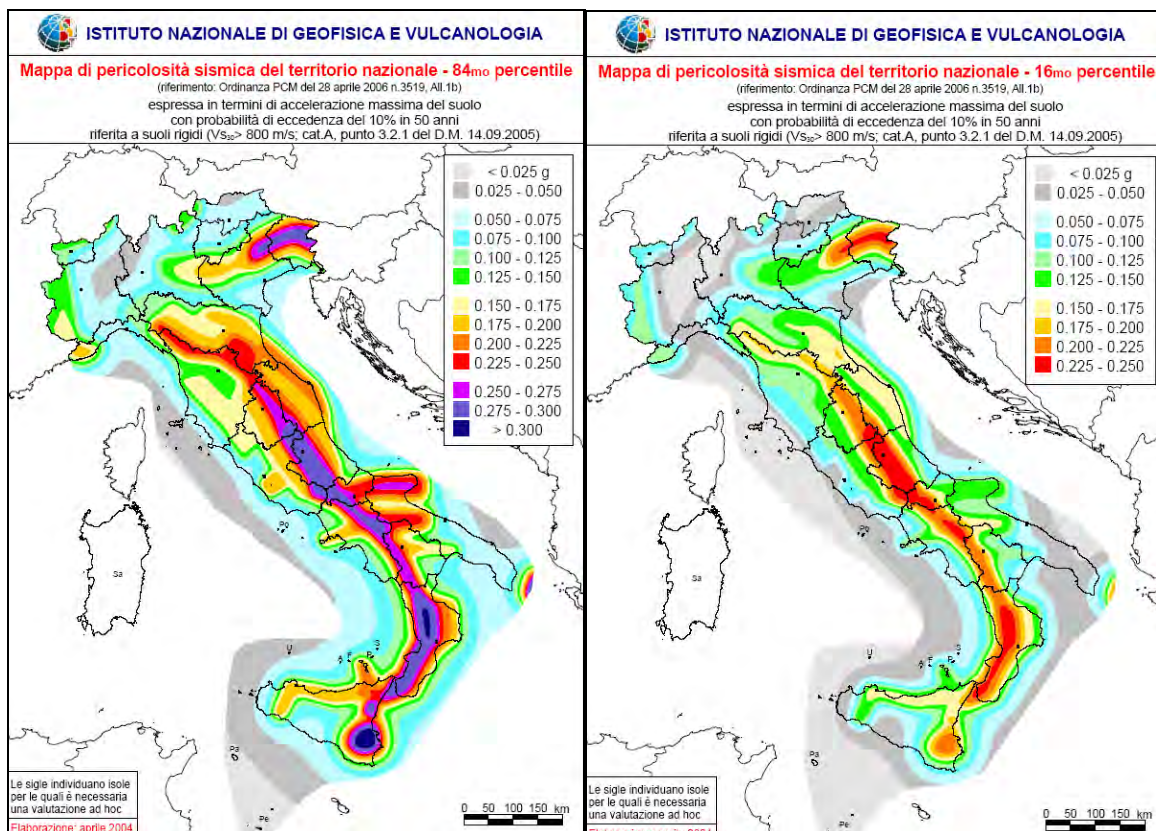 ISTITUTO NAZIONALE DI GEOFISICA E VULCANOLOGIA
Mappa di pericolosità sismica del territorio nazionale - 84mo percentile
(riferimento: Ordinanza PCM del 28 aprile 2006 n.3519, All.1b)
espressa in termini di accelerazione massima del suolo
con probabilità di eccedenza del 10% in 50 anni
riferita a suoli rigidi (Vs30> 800 m/s; cat.A, punto 3.2.1 del D.M. 14.09.2005)
< 0.025 g
0.025 - 0.050
0.050 - 0.075
0.075 - 0.100
0.100 - 0.125
0.125 - 0.150
0.150 - 0.175
0.175 - 0.200
0.200 - 0.225
0.225 - 0.250
0.250 - 0.275
0.275 - 0.300
> 0.300
Sa
U
A
F
P
S
Pa
Pe
Le sigle individuano isole
per le quali è necessaria
una valutazione ad hoc
Elaborazione: aprile 2004
0 50 100 150 km
ISTITUTO NAZIONALE DI GEOFISICA E VULCANOLOGIA
Mappa di pericolosità sismica del territorio nazionale - 16mo percentile
(riferimento: Ordinanza PCM del 28 aprile 2006 n.3519, All.1b)
espressa in termini di accelerazione massima del suolo
con probabilità di eccedenza del 10% in 50 anni
riferita a suoli rigidi (Vs30> 800 m/s; cat.A, punto 3.2.1 del D.M. 14.09.2005)
< 0.025 g
0.025 - 0.050
0.050 - 0.075
0.075 - 0.100
0.100 - 0.125
0.125 - 0.150
0.150 - 0.175
0.175 - 0.200
0.200 - 0.225
0.225 - 0.250
Sa
U
A
F
P
S
Pa
Pe
Le sigle individuano isole
per le quali è necessaria
una valutazione ad hoc
0 50 100 150 km